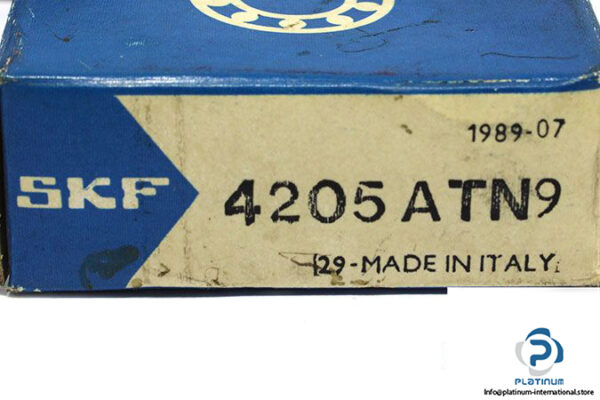 1989-07
SKF
4205 ATN9
129-MADE IN ITALY
PLATINUM
Info@platinum-international.store